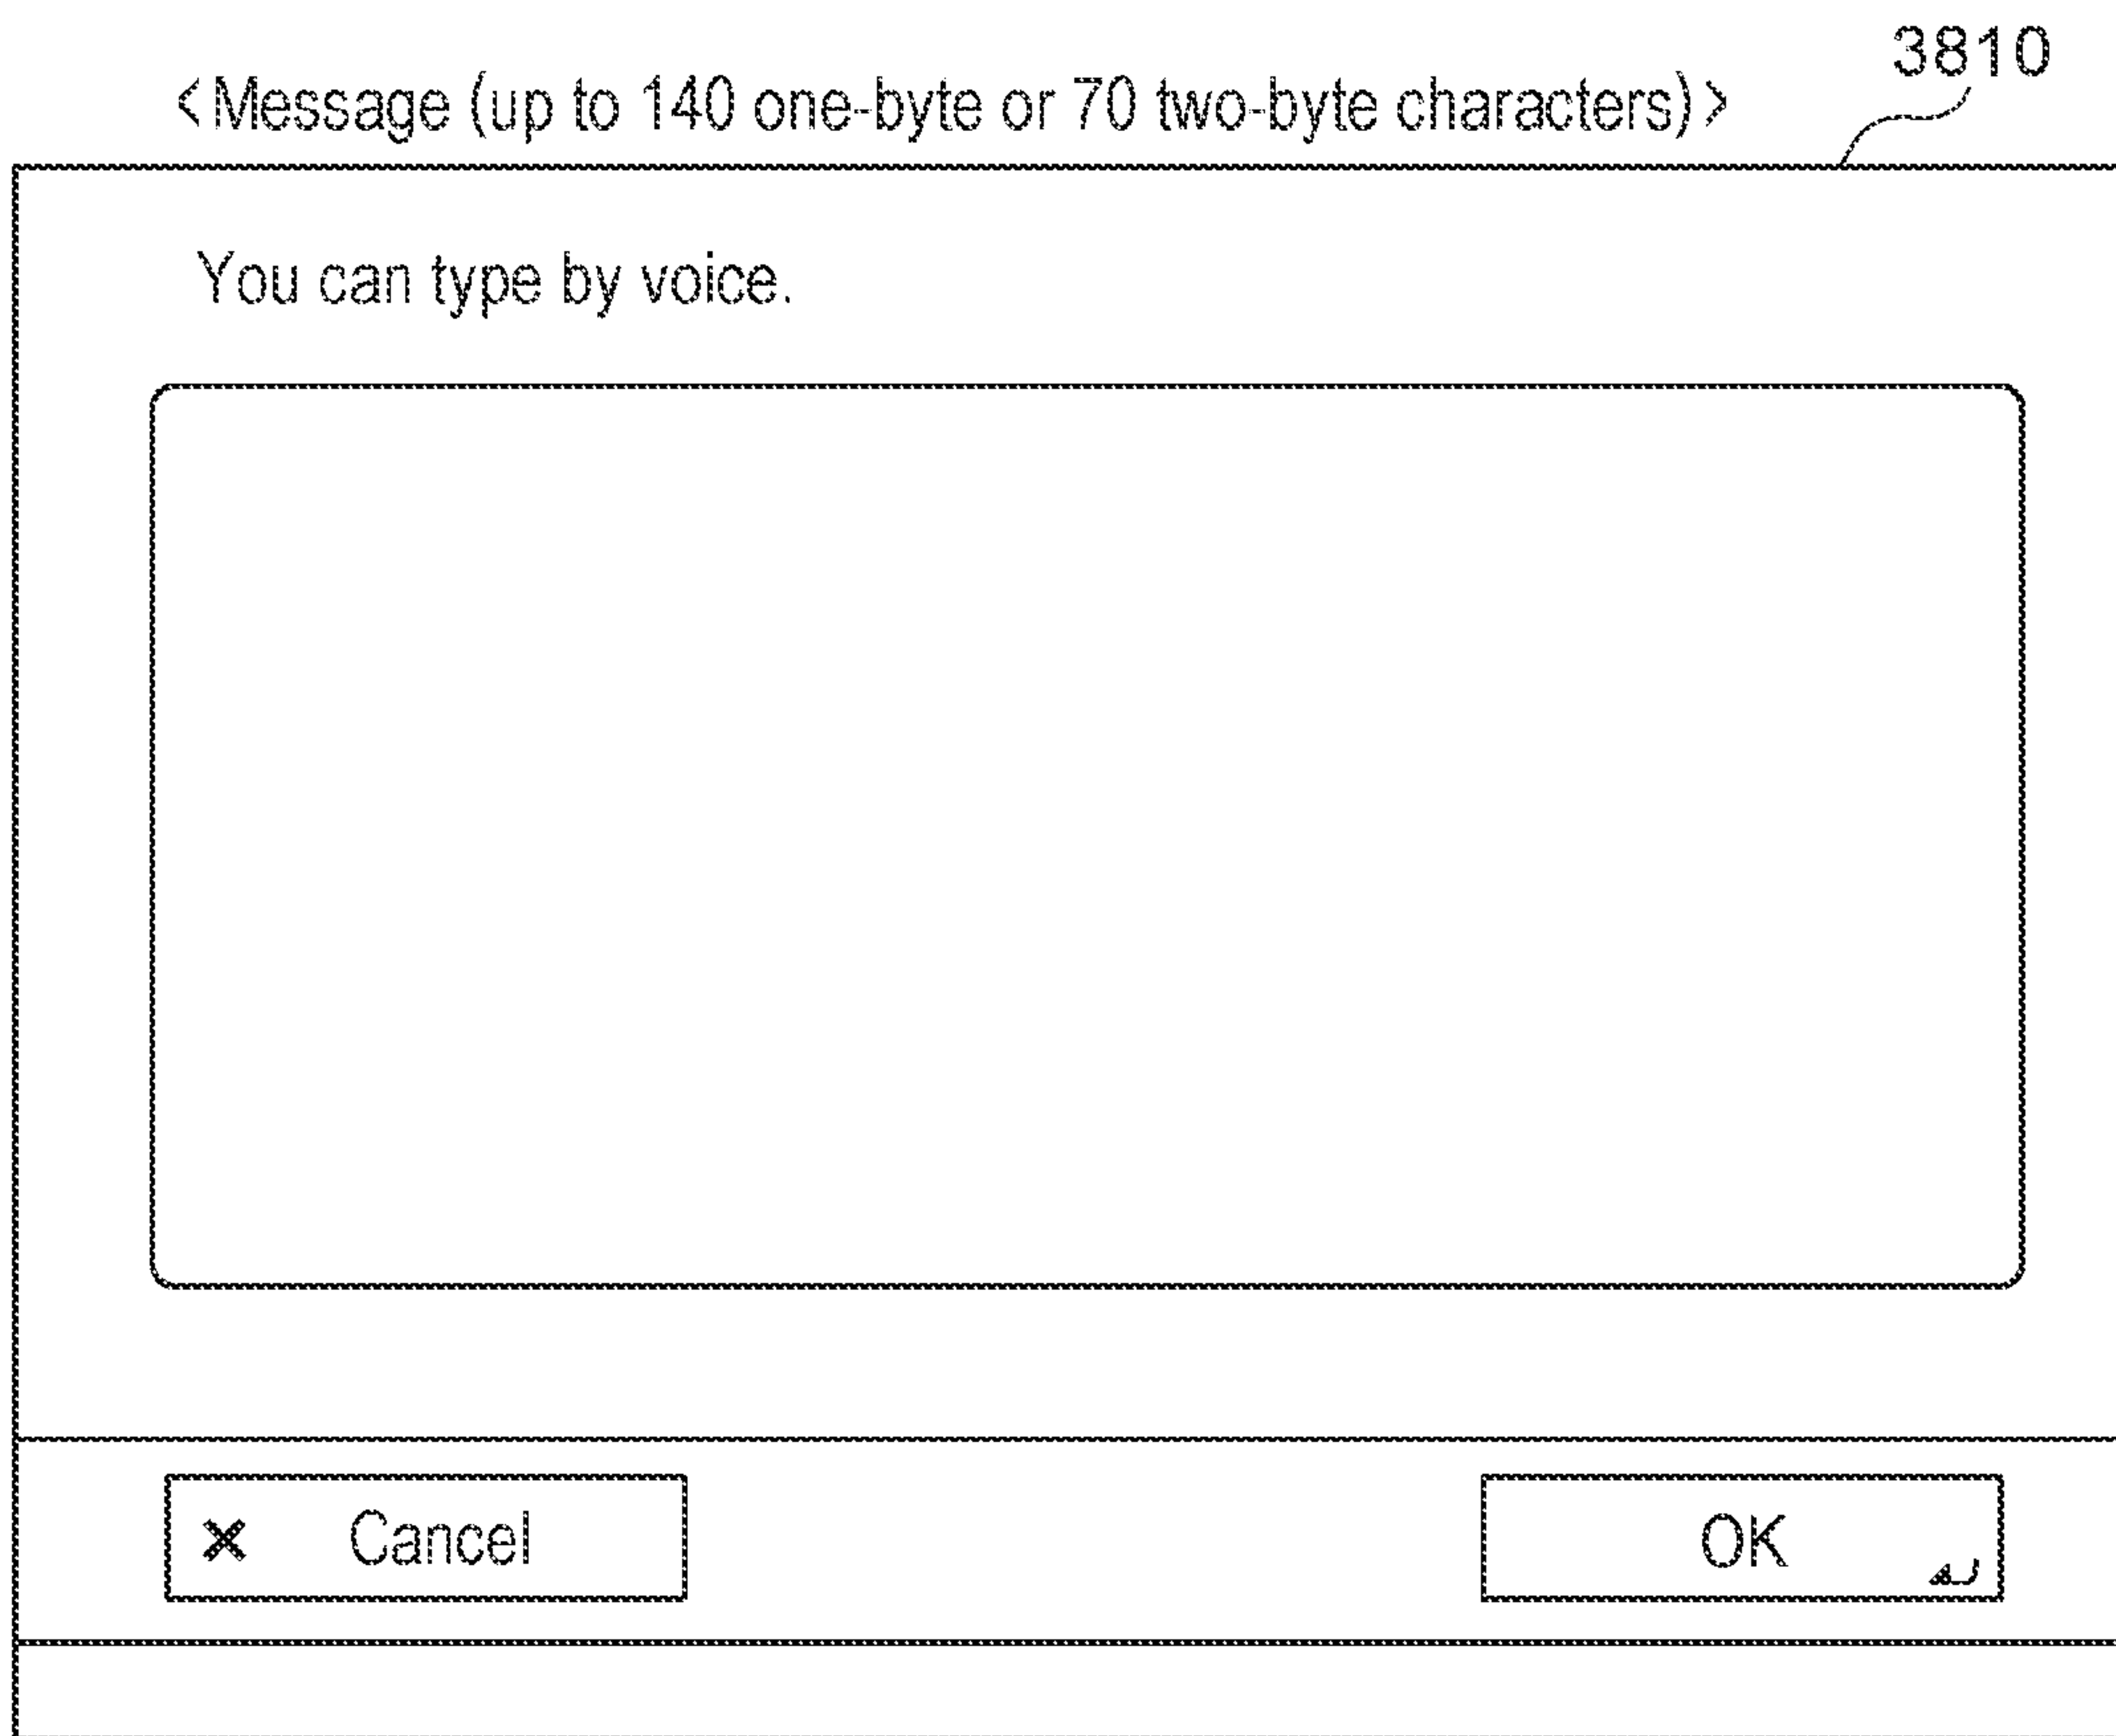 3810
<Message (up to 140 one-byte or 70 two-byte characters)>
You can type by voice.
× Cancel
OK